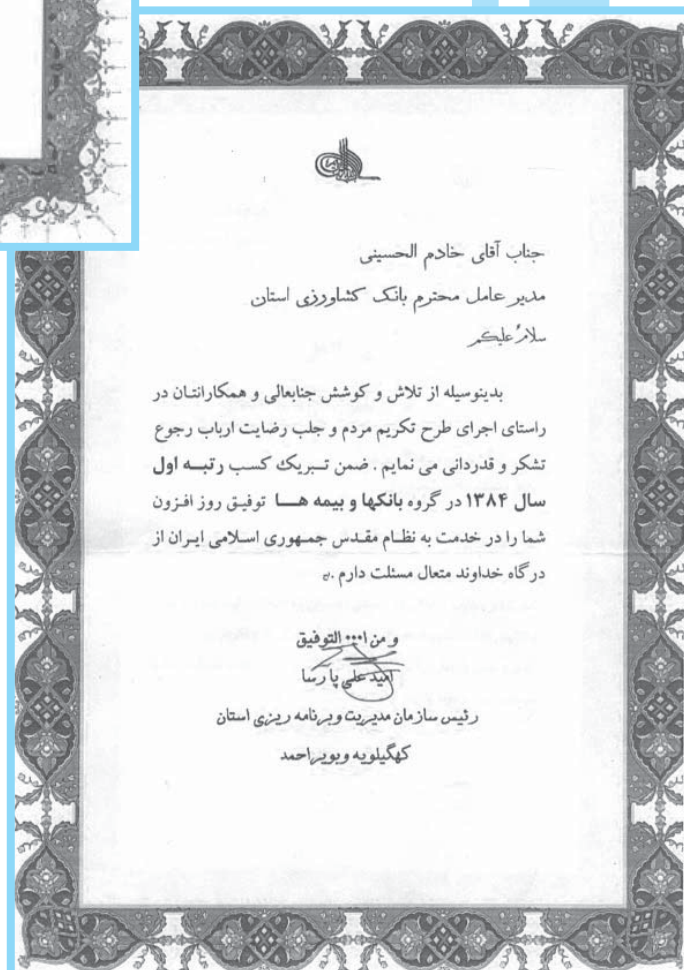 جناب آقای خادم الحسینی
مدیر عامل محترم بانک کشاورزی استان
سلامٌ علیکم
بدینوسیله از تلاش و کوشش جنابعالی و همکارانتان در
راستای اجرای طرح تکریم مردم و جلب رضایت ارباب رجوع
تشکر و قدردانی می نمایم . ضمن تبریک کسب رتبه اول
سال ۱۳۸۴ در گروه بانکها و بیمه هـا توفیق روز افزون
شما را در خدمت به نظام مقدس جمهوری اسلامی ایران از
درگاه خداوند متعال مسئلت دارم .
و من ا... التوفیق
امید علی پارسا
رئیس سازمان مدیریت و برنامه ریزی استان
کهگیلویه و بویر احمد